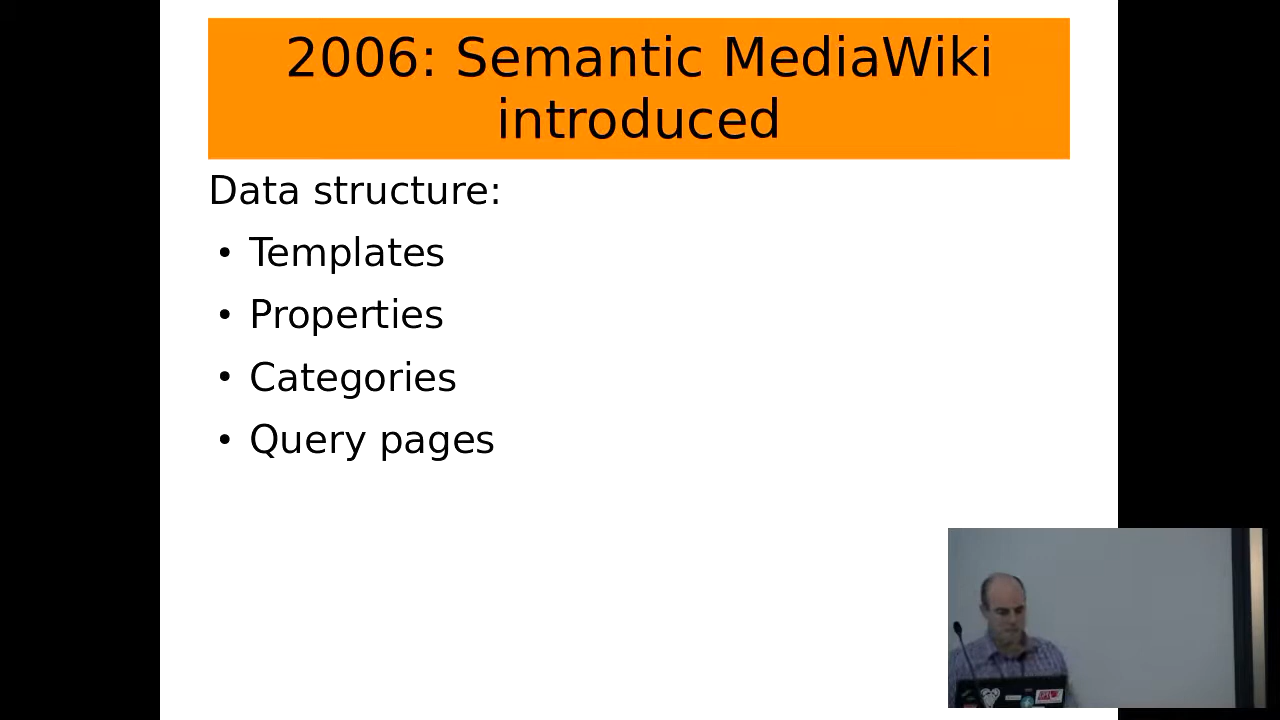 2006: Semantic MediaWiki
introduced
Data structure:
• Templates
• Properties
• Categories
• Query pages